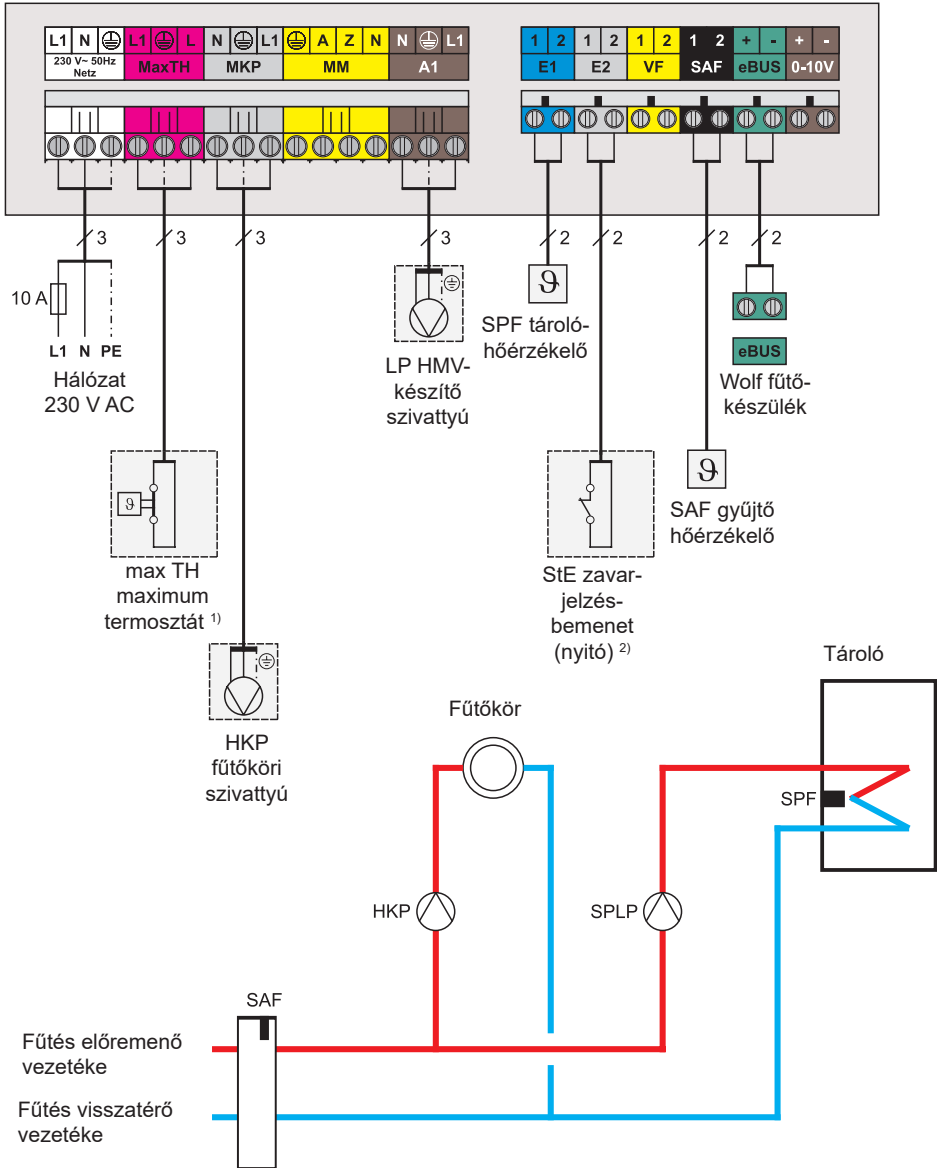 L1 N L1 L N L1 A Z N N L1
230 V~ 50Hz
Netz
MaxTH MKP MM A1
1 2 1 2 1 2 1 2 + - + -
E1 E2 VF SAF eBUS 0-10V
3 3 3 3 2 2 2 2
10 A
L1 N PE
Hálózat
230 V AC
LP HMV-
készítő
szivattyú
ϑ
SPF tároló-
hőérzékelő
eBUS
Wolf fűtő-
készülék
ϑ
max TH
maximum
termosztát 1)
StE zavar-
jelzés-
bemenet
(nyitó) 2)
ϑ
SAF gyűjtő
hőérzékelő
HKP
fűtőköri
szivattyú
Fűtőkör
Tároló
SPF
HKP
SPLP
SAF
Fűtés előremenő
vezetéke
Fűtés visszatérő
vezetéke